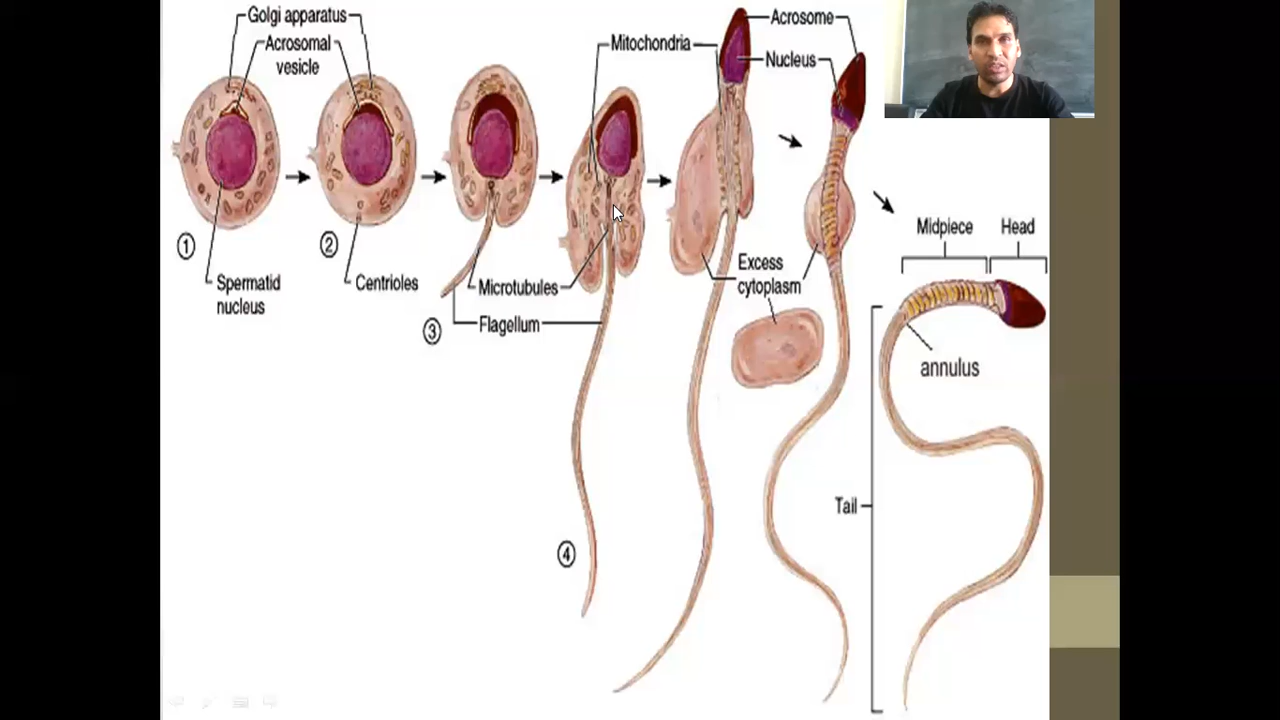 Golgi apparatus
Acrosomal
vesicle
Mitochondria
Acrosome
Nucleus
1
2
Spermatid
nucleus
Centrioles
3
Microtubules
Flagellum
4
Excess
cytoplasm
Midpiece
Head
annulus
Tail